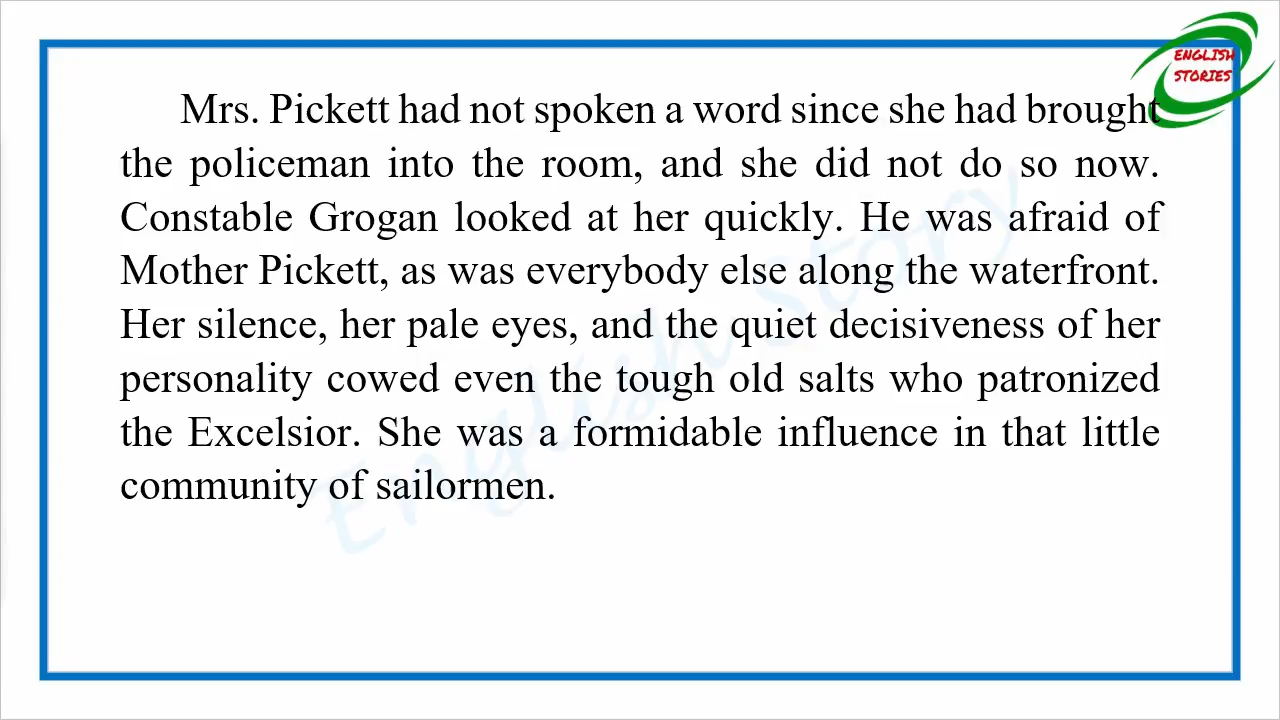 ENGLISH
STORIES
Mrs. Pickett had not spoken a word since she had brought
the policeman into the room, and she did not do so now.
Constable Grogan looked at her quickly. He was afraid of
Mother Pickett, as was everybody else along the waterfront.
Her silence, her pale eyes, and the quiet decisiveness of her
personality cowed even the tough old salts who patronized
the Excelsior. She was a formidable influence in that little
community of sailormen.
English Story